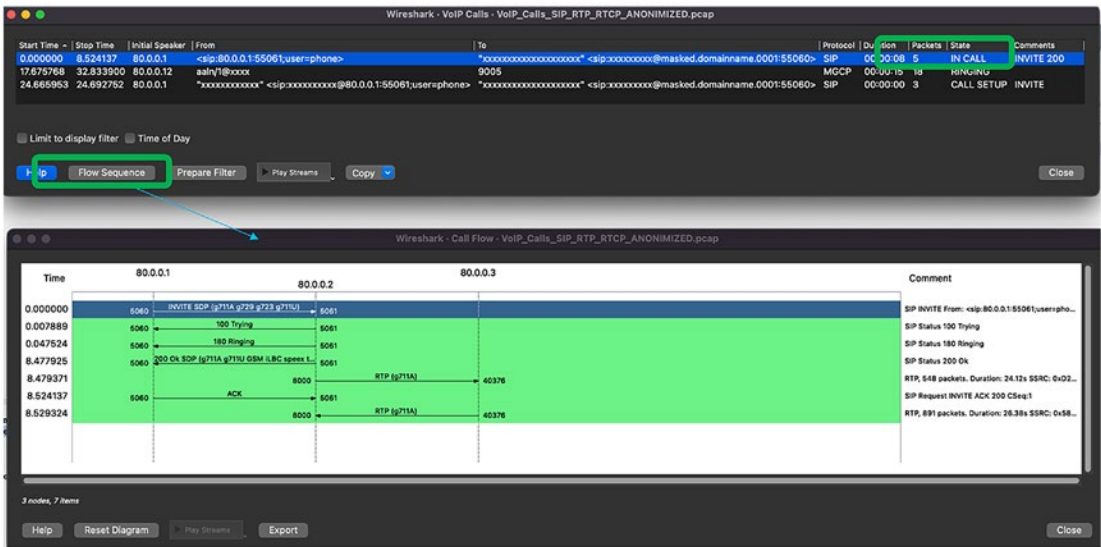 Wireshark - VoIP Calls - VoIP_Calls_SIP_RTP_RTCP_ANONIMIZED.pcap
Start Time Stop Time Initial Speaker From To Protocol Duration Packets State Comments
0.000000 8.524137 80.0.0.1 <sip:80.0.0.1:55061;user=phone> "xxxxxxxxxxxxxxxxxxxx" <sip:xxxxxxxxx@masked.domainname.0001:55060> SIP 00:00:08 5 IN CALL INVITE 200
17.675768 32.833900 80.0.0.12 aaln/1@xxxx 9005 MGCP 00:00:15 18 RINGING
24.665953 24.692752 80.0.0.1 "xxxxxxxxxxxx" <sip:xxxxxxxxxx@80.0.0.1:55061;user=phone> "xxxxxxxxxxxxxxxxxxxx" <sip:xxxxxxxxx@masked.domainname.0001:55060> SIP 00:00:00 3 CALL SETUP INVITE
Limit to display filter Time of Day
Help Flow Sequence Prepare Filter Play Streams Copy Close
Wireshark - Call Flow - VoIP_Calls_SIP_RTP_RTCP_ANONIMIZED.pcap
Time 80.0.0.1 80.0.0.2 80.0.0.3 Comment
0.000000 5060 INVITE SDP (g711A g729 g723 g711U) 5061 SIP INVITE From: <sip:80.0.0.1:55061;user=pho...
0.007889 5060 100 Trying 5061 SIP Status 100 Trying
0.047524 5060 180 Ringing 5061 SIP Status 180 Ringing
8.477925 5060 200 Ok SDP (g711A g711U GSM iLBC speex t... 5061 SIP Status 200 Ok
8.479371 8000 RTP (g711A) 40376 RTP, 548 packets. Duration: 24.12s SSRC: 0xD2...
8.524137 5060 ACK 5061 SIP Request INVITE ACK 200 CSeq:1
8.529324 8000 RTP (g711A) 40376 RTP, 891 packets. Duration: 26.38s SSRC: 0x58...
3 nodes, 7 items
Help Reset Diagram Play Streams Export Close